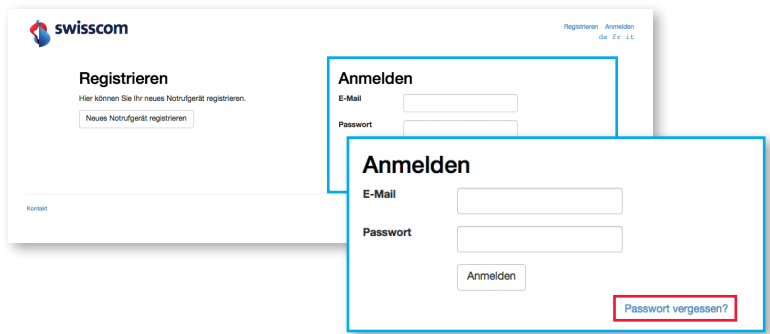 swisscom
Registrieren Anmelden
de fr it
Registrieren
Hier können Sie Ihr neues Notrufgerät registrieren.
Neues Notrufgerät registrieren
Anmelden
E-Mail
Passwort
Kontakt
Anmelden
E-Mail
Passwort
Anmelden
Passwort vergessen?